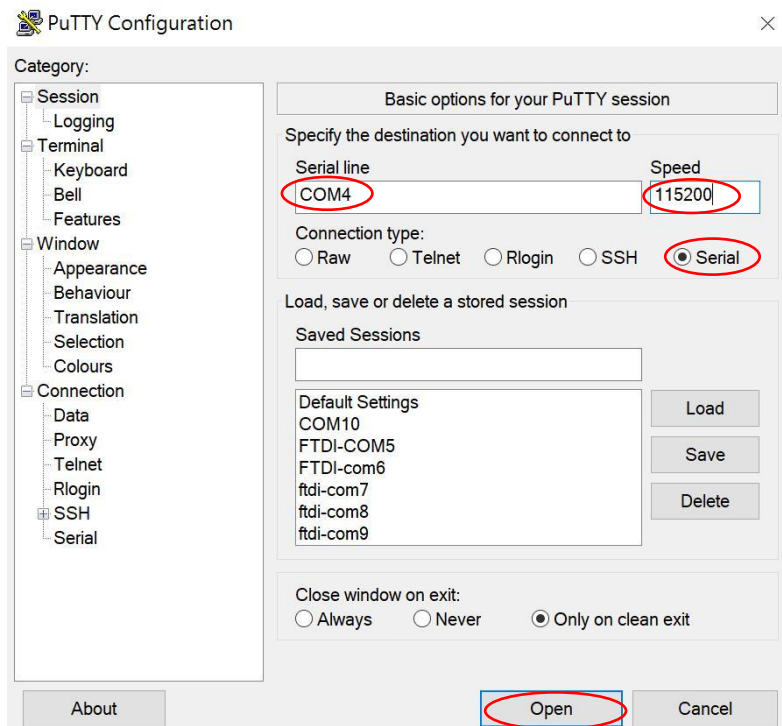 PuTTY Configuration
Category:
Session
Logging
Terminal
Keyboard
Bell
Features
Window
Appearance
Behaviour
Translation
Selection
Colours
Connection
Data
Proxy
Telnet
Rlogin
SSH
Serial
Basic options for your PuTTY session
Specify the destination you want to connect to
Serial line Speed
COM4 115200
Connection type:
Raw Telnet Rlogin SSH Serial
Load, save or delete a stored session
Saved Sessions
Default Settings
COM10
FTDI-COM5
FTDI-com6
ftdi-com7
ftdi-com8
ftdi-com9
Load
Save
Delete
Close window on exit:
Always Never Only on clean exit
About Open Cancel